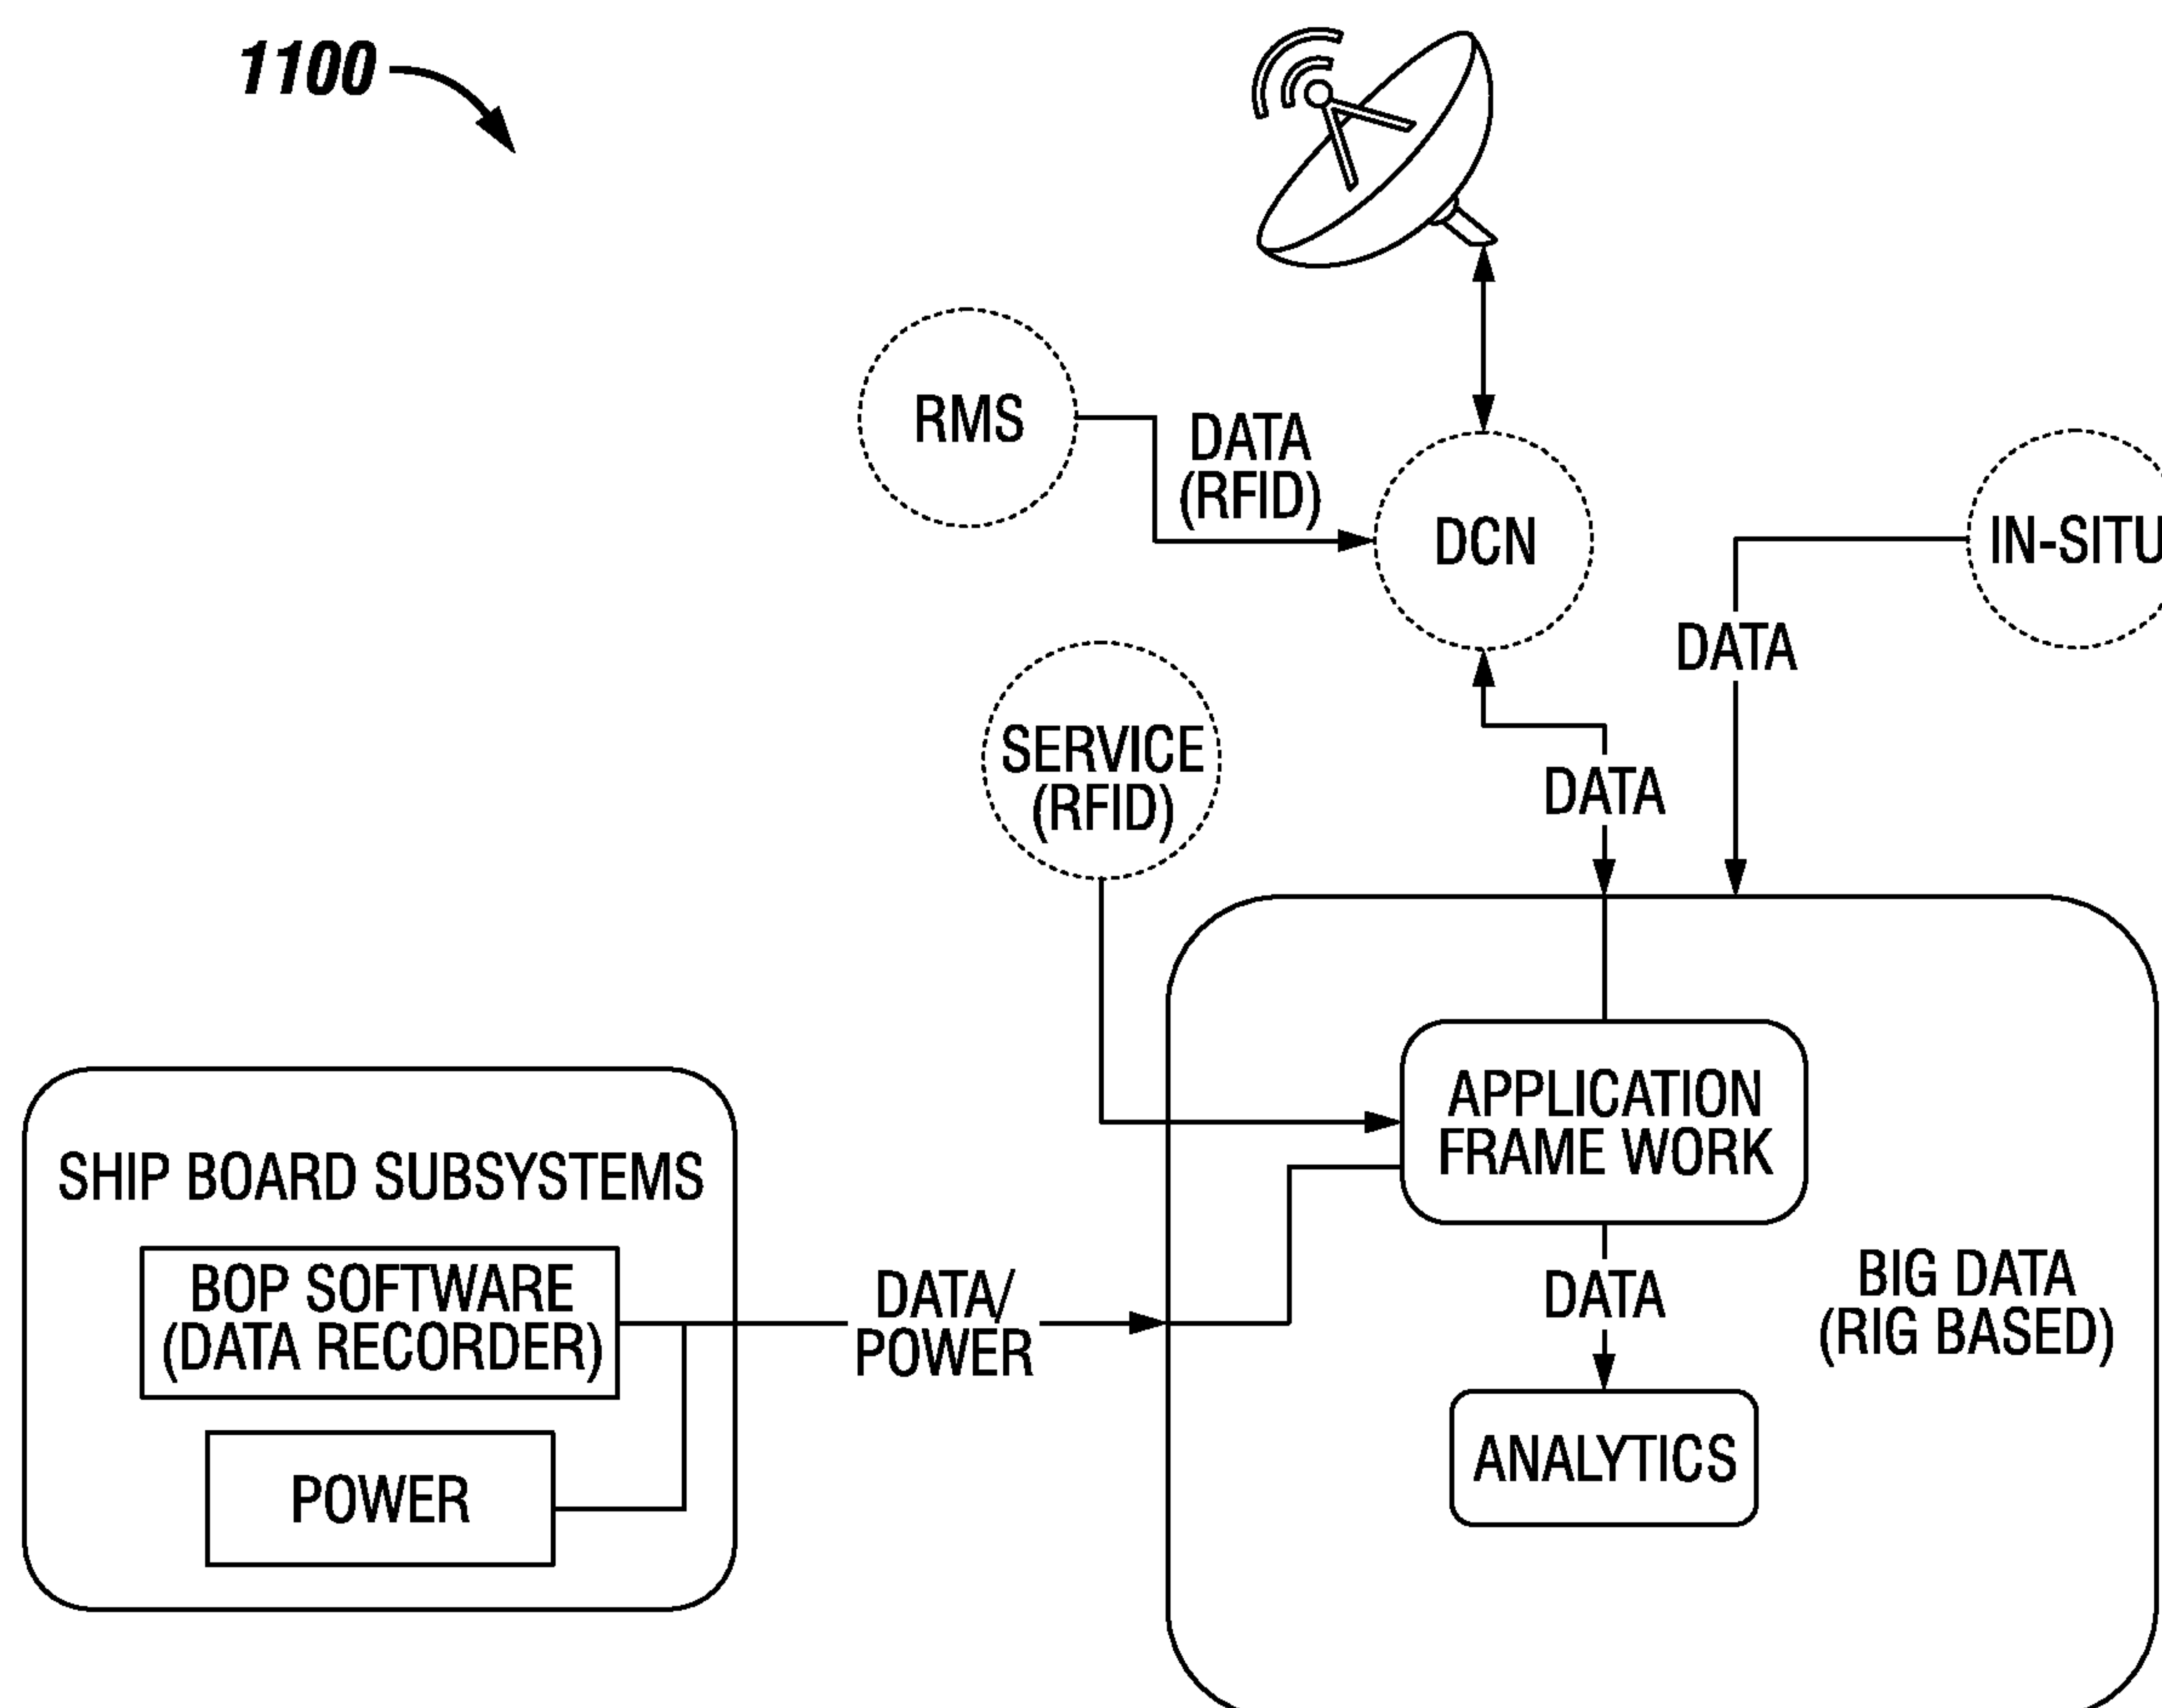 1100
RMS
DATA
(RFID)
DCN
IN-SITU
DATA
SERVICE
(RFID)
DATA
APPLICATION
FRAME WORK
SHIP BOARD SUBSYSTEMS
BOP SOFTWARE
(DATA RECORDER)
POWER
DATA/
POWER
DATA
BIG DATA
(RIG BASED)
ANALYTICS